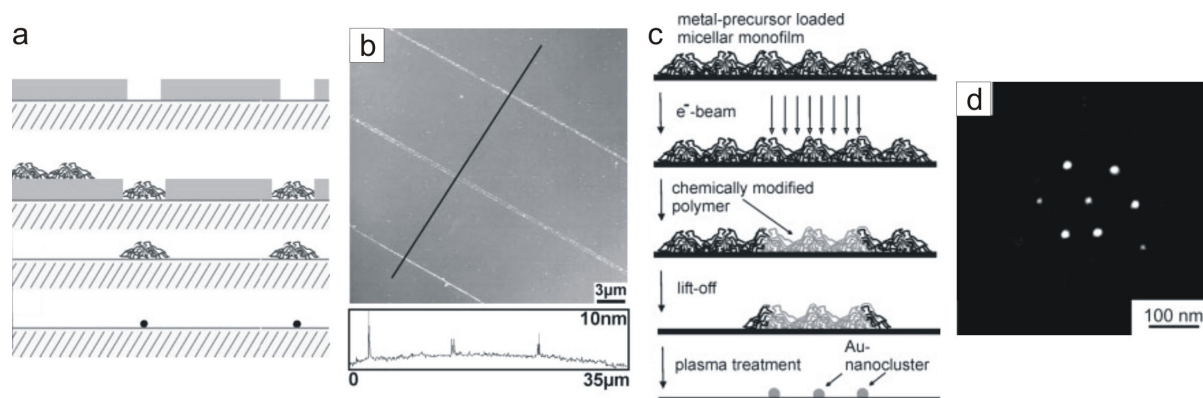 a
b
3µm
10nm
0
35µm
c
metal-precursor loaded
micellar monofilm
e⁻-beam
chemically modified
polymer
lift-off
plasma treatment
Au-
nanocluster
d
100 nm